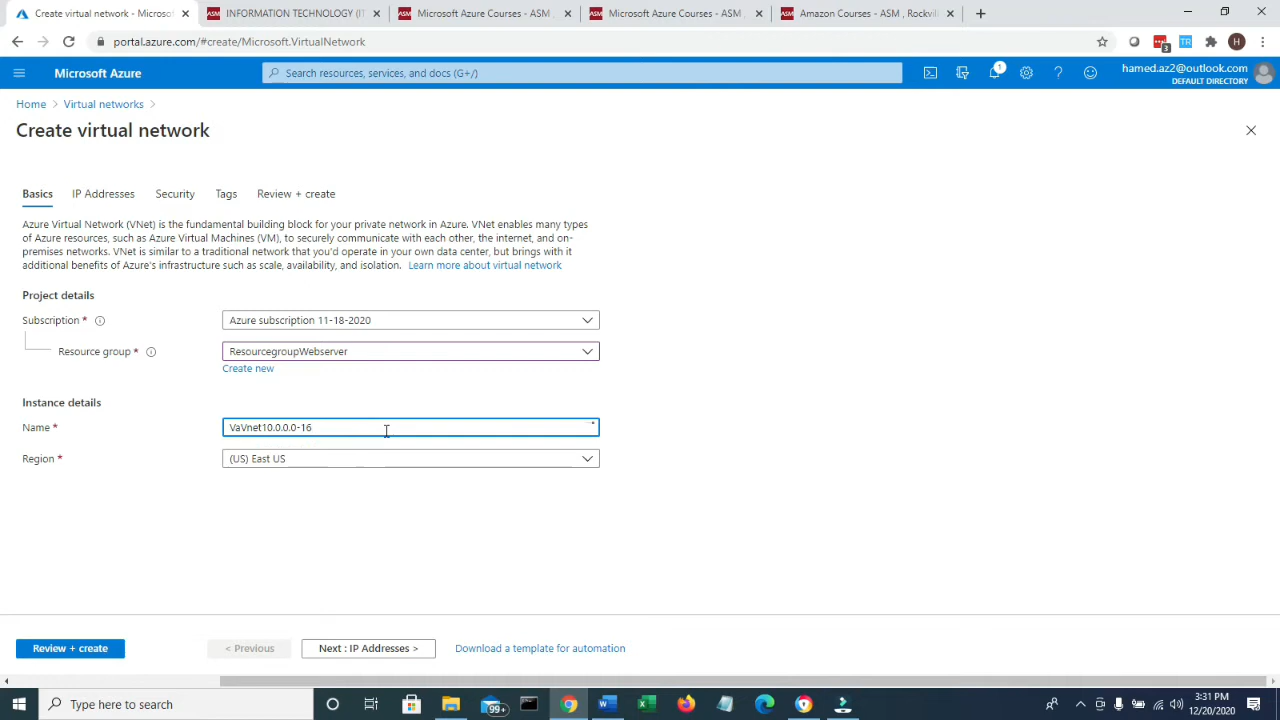 Create virtual network - Microso
INFORMATION TECHNOLOGY (IT
Microsoft Azure Courses - ASM ,
Microsoft Azure Courses - ASM ,
Amazon Courses - ASM , Rockvil
portal.azure.com/#create/Microsoft.VirtualNetwork
3
TR
H
Microsoft Azure
Search resources, services, and docs (G+/)
1
hamed.az2@outlook.com
DEFAULT DIRECTORY
Home > Virtual networks >
Create virtual network
Basics IP Addresses Security Tags Review + create
Azure Virtual Network (VNet) is the fundamental building block for your private network in Azure. VNet enables many types
of Azure resources, such as Azure Virtual Machines (VM), to securely communicate with each other, the internet, and on-
premises networks. VNet is similar to a traditional network that you'd operate in your own data center, but brings with it
additional benefits of Azure's infrastructure such as scale, availability, and isolation. Learn more about virtual network
Project details
Subscription * Azure subscription 11-18-2020
Resource group * ResourcegroupWebserver
Create new
Instance details
Name * VaVnet10.0.0.0-16
Region * (US) East US
Review + create < Previous Next : IP Addresses > Download a template for automation
Type here to search
99+
3:31 PM
12/20/2020